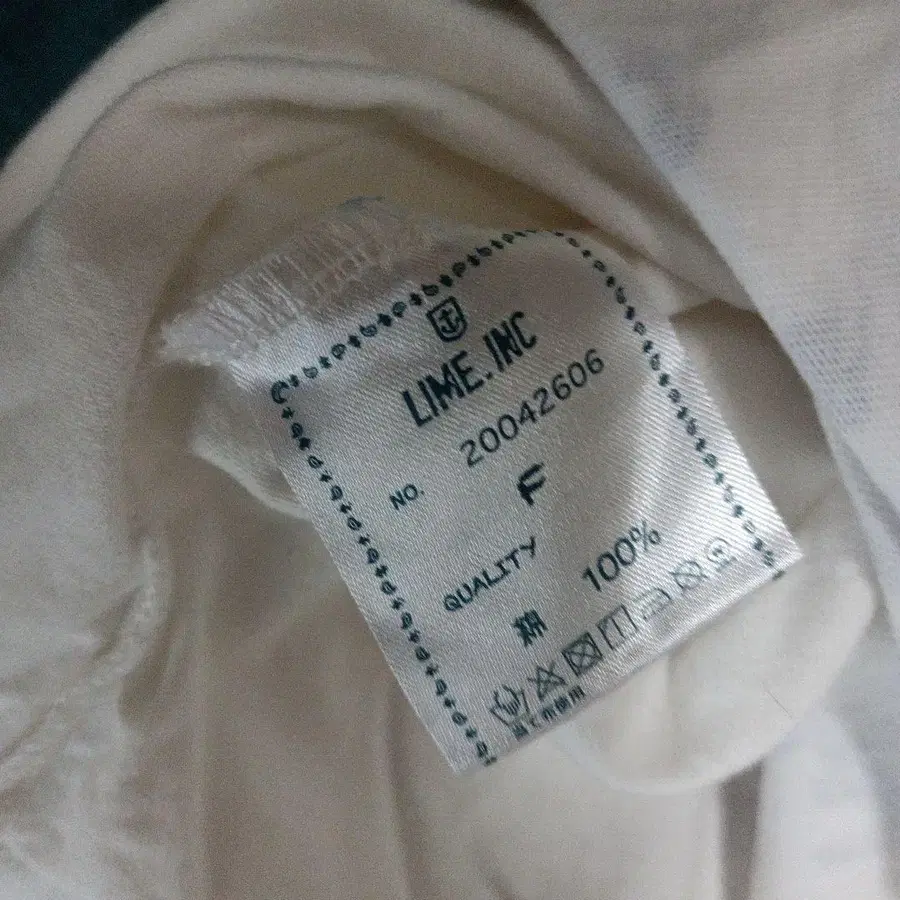 LIME.INC
NO. 20042606
F
QUALITY
綿 100%